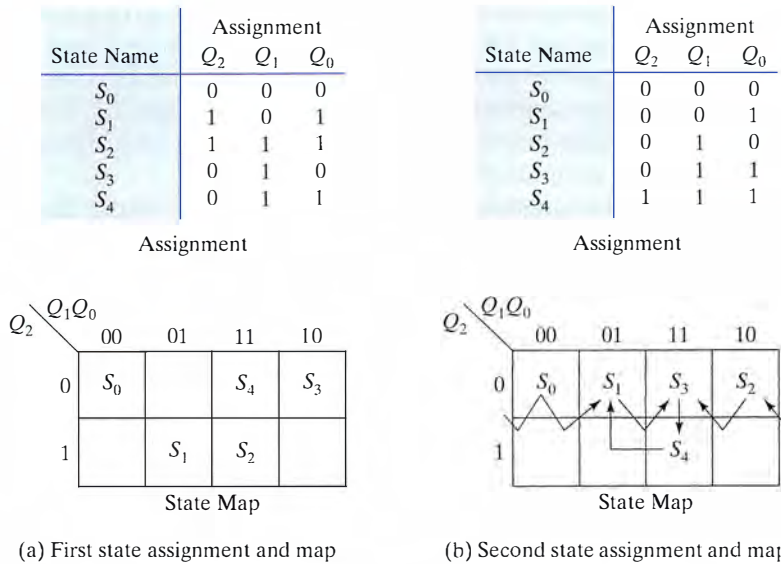 Assignment
State Name Q2 Q1 Q0
S0 0 0 0
S1 1 0 1
S2 1 1 1
S3 0 1 0
S4 0 1 1
Assignment
Q2 Q1Q0
00 01 11 10
0 S0 S4 S3
1 S1 S2
State Map
(a) First state assignment and map
Assignment
State Name Q2 Q1 Q0
S0 0 0 0
S1 0 0 1
S2 0 1 0
S3 0 1 1
S4 1 1 1
Assignment
Q2 Q1Q0
00 01 11 10
0 S0 S1 S3 S2
1 S4
State Map
(b) Second state assignment and map